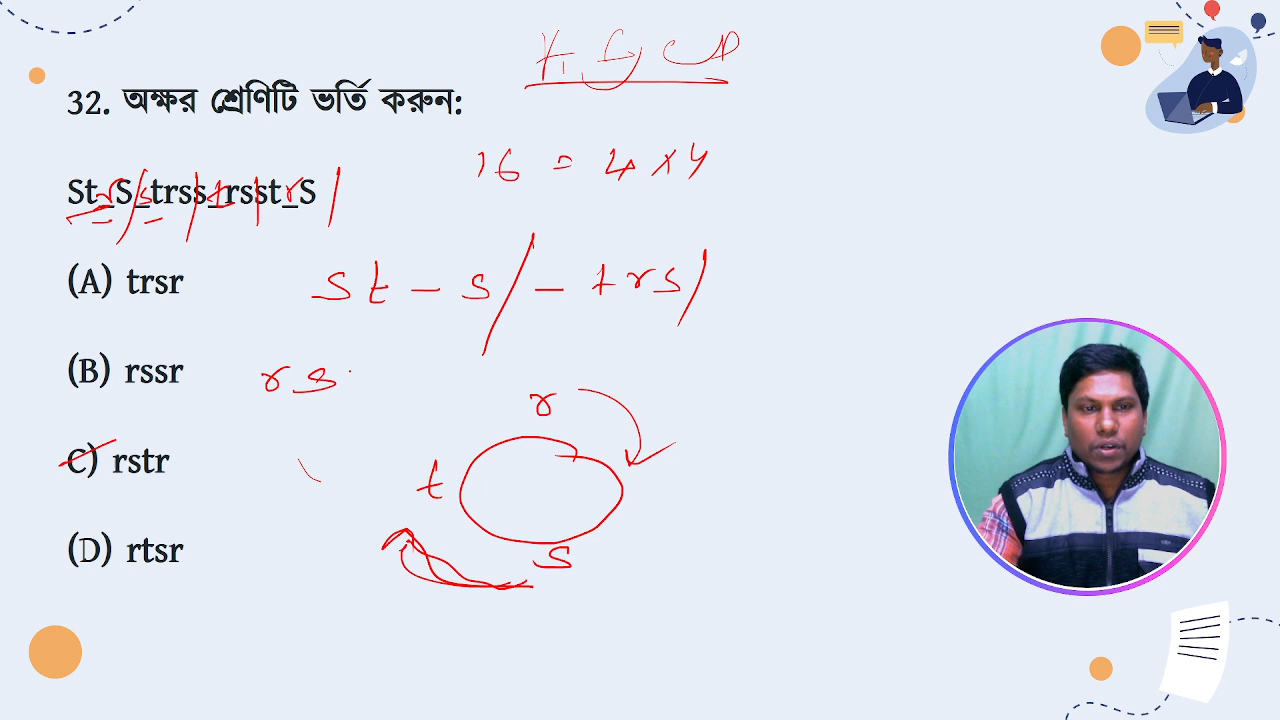 32. অক্ষর শ্রেণিটি ভর্তি করুন:
16 = 4 x 4
St_S_trss_rsst_S
r s t r
(A) trsr
st - s / - trs /
(B) rssr
r s
r
(C) rstr
t
(D) rtsr
s